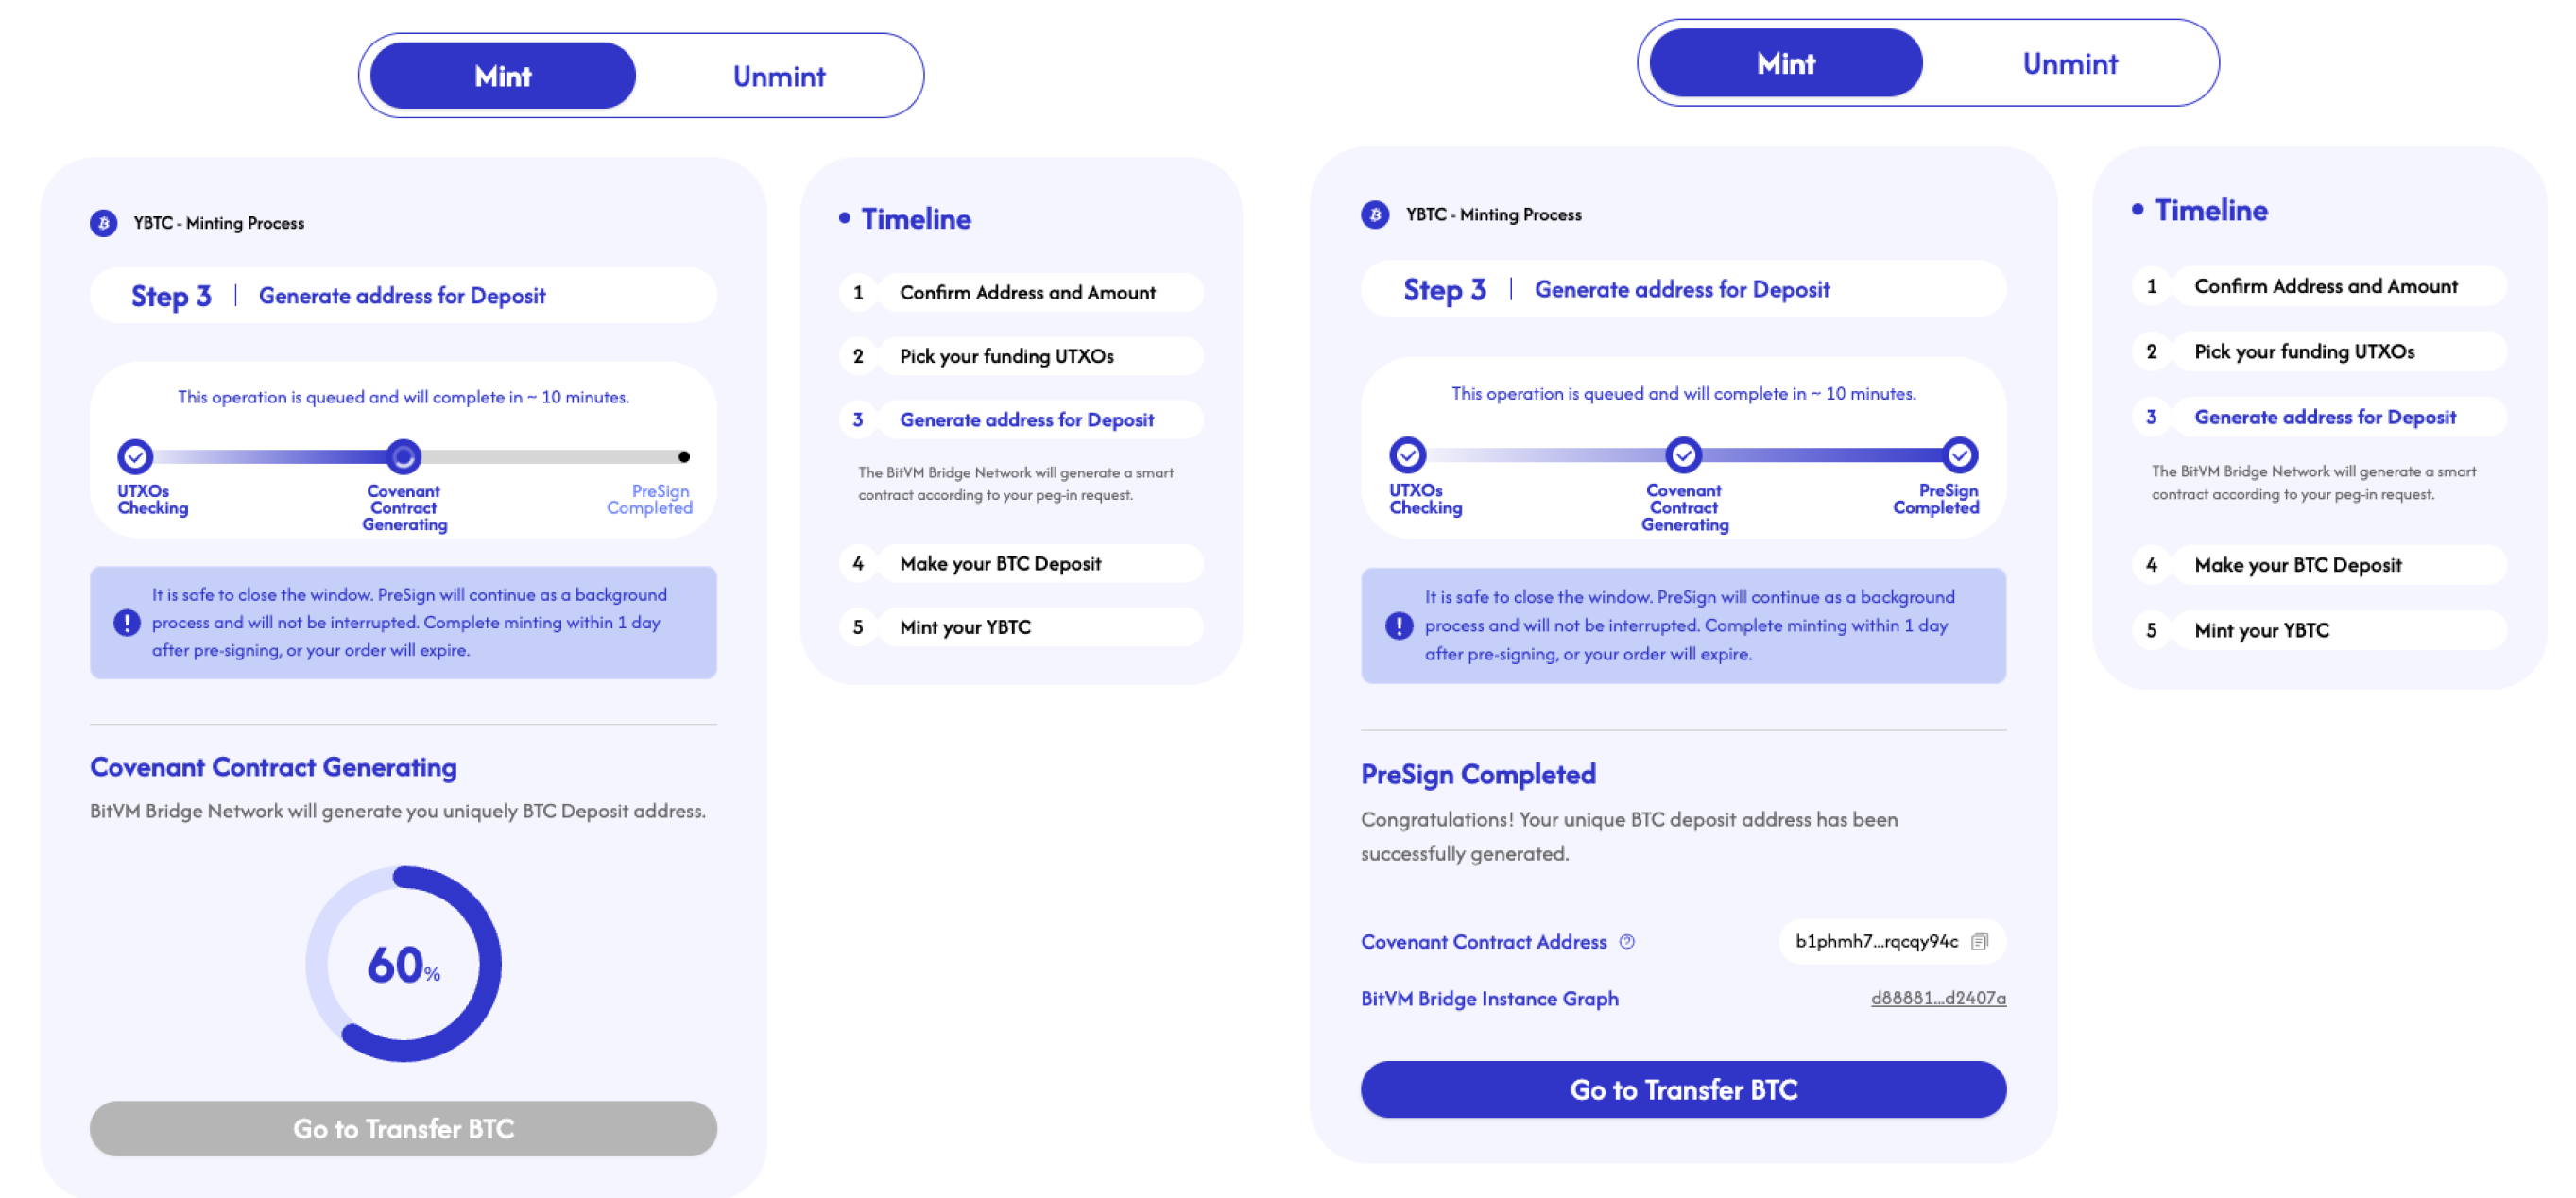 Mint
Unmint
YBTC - Minting Process
Step 3 | Generate address for Deposit
This operation is queued and will complete in ~ 10 minutes.
UTXOs
Checking
Covenant
Contract
Generating
PreSign
Completed
It is safe to close the window. PreSign will continue as a background
process and will not be interrupted. Complete minting within 1 day
after pre-signing, or your order will expire.
Covenant Contract Generating
BitVM Bridge Network will generate you uniquely BTC Deposit address.
60%
Go to Transfer BTC
• Timeline
1 Confirm Address and Amount
2 Pick your funding UTXOs
3 Generate address for Deposit
The BitVM Bridge Network will generate a smart
contract according to your peg-in request.
4 Make your BTC Deposit
5 Mint your YBTC
Mint
Unmint
YBTC - Minting Process
Step 3 | Generate address for Deposit
This operation is queued and will complete in ~ 10 minutes.
UTXOs
Checking
Covenant
Contract
Generating
PreSign
Completed
It is safe to close the window. PreSign will continue as a background
process and will not be interrupted. Complete minting within 1 day
after pre-signing, or your order will expire.
PreSign Completed
Congratulations! Your unique BTC deposit address has been
successfully generated.
Covenant Contract Address
b1phmh7...rqcqy94c
BitVM Bridge Instance Graph
d88881...d2407a
Go to Transfer BTC
• Timeline
1 Confirm Address and Amount
2 Pick your funding UTXOs
3 Generate address for Deposit
The BitVM Bridge Network will generate a smart
contract according to your peg-in request.
4 Make your BTC Deposit
5 Mint your YBTC